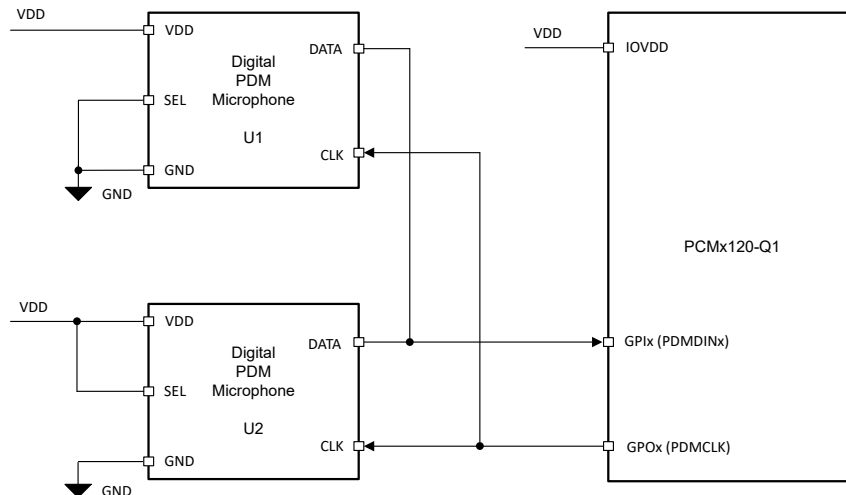 VDD
VDD
SEL
GND
GND
Digital
PDM
Microphone
U1
DATA
CLK
VDD
IOVDD
PCMx120-Q1
GPIx (PDMDINx)
GPOx (PDMCLK)
VDD
VDD
SEL
GND
GND
Digital
PDM
Microphone
U2
DATA
CLK